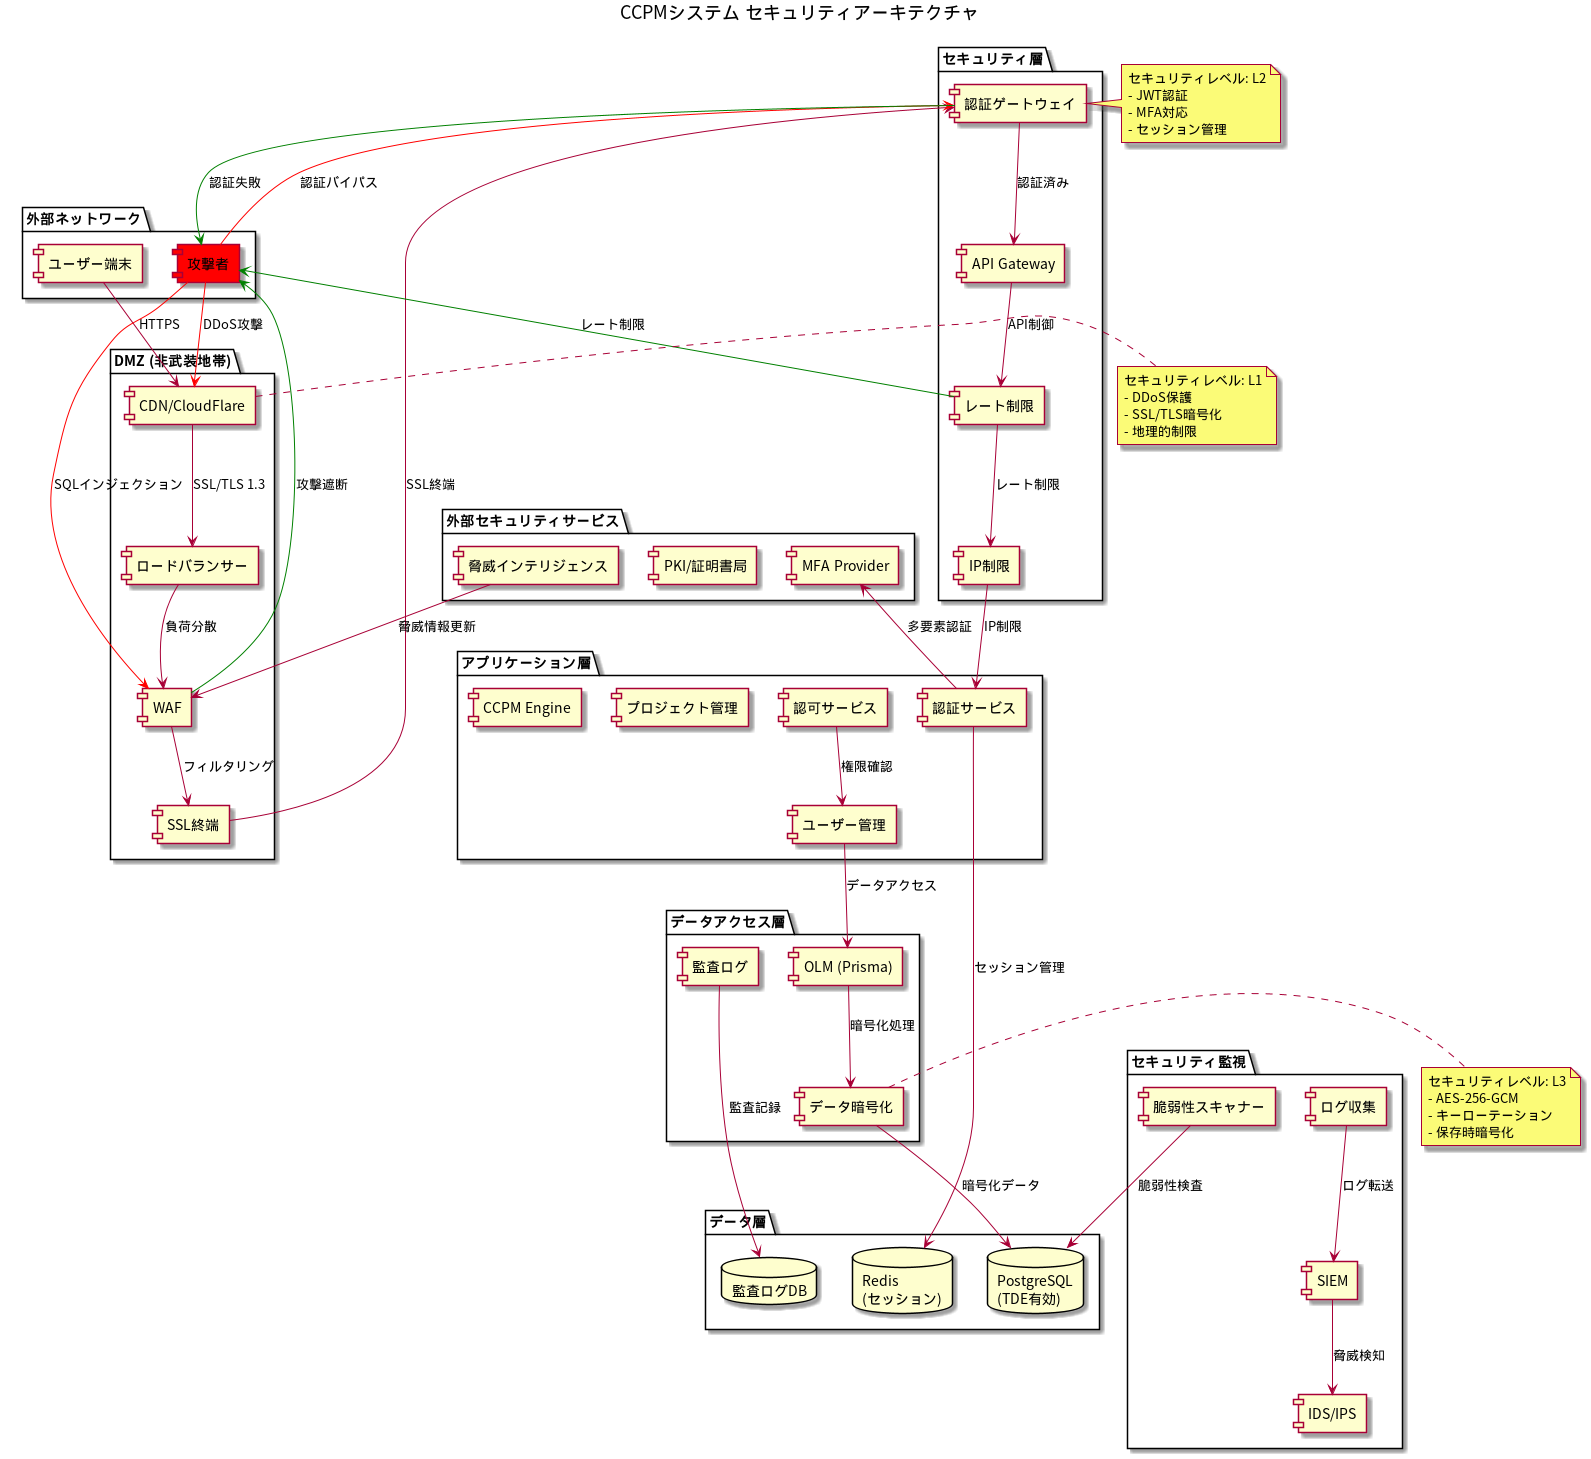 CCPMシステム セキュリティアーキテクチャ
セキュリティ層
認証ゲートウェイ
セキュリティレベル: L2
- JWT認証
- MFA対応
- セッション管理
認証失敗
認証バイパス
認証済み
外部ネットワーク
ユーザー端末
攻撃者
API Gateway
HTTPS
DDoS攻撃
レート制限
API制御
DMZ (非武装地帯)
CDN/CloudFlare
レート制限
セキュリティレベル: L1
- DDoS保護
- SSL/TLS暗号化
- 地理的制限
SQLインジェクション
SSL/TLS 1.3
攻撃遮断
SSL終端
レート制限
外部セキュリティサービス
ロードバランサー
脅威インテリジェンス
PKI/証明書局
MFA Provider
IP制限
負荷分散
脅威情報更新
多要素認証
IP制限
アプリケーション層
WAF
CCPM Engine
プロジェクト管理
認可サービス
認証サービス
フィルタリング
権限確認
SSL終端
ユーザー管理
データアクセス
データアクセス層
監査ログ
OLM (Prisma)
セッション管理
暗号化処理
セキュリティ監視
データ暗号化
脆弱性スキャナー
ログ収集
セキュリティレベル: L3
- AES-256-GCM
- キーローテーション
- 保存時暗号化
監査記録
暗号化データ
脆弱性検査
ログ転送
データ層
監査ログDB
Redis
(セッション)
PostgreSQL
(TDE有効)
SIEM
脅威検知
IDS/IPS